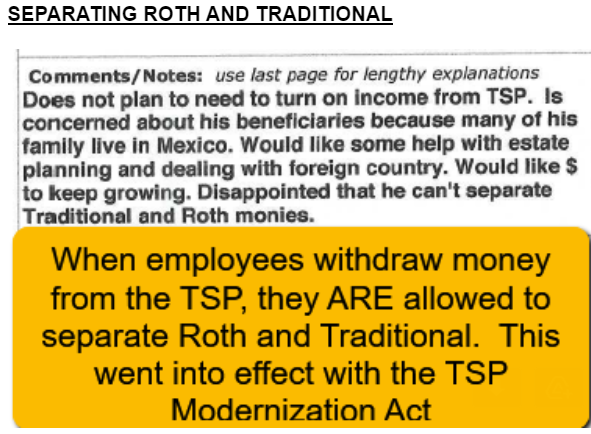 SEPARATING ROTH AND TRADITIONAL
Comments/Notes: use last page for lengthy explanations
Does not plan to need to turn on income from TSP. Is
concerned about his beneficiaries because many of his
family live in Mexico. Would like some help with estate
planning and dealing with foreign country. Would like $
to keep growing. Disappointed that he can't separate
Traditional and Roth monies.
When employees withdraw money
from the TSP, they ARE allowed to
separate Roth and Traditional. This
went into effect with the TSP
Modernization Act